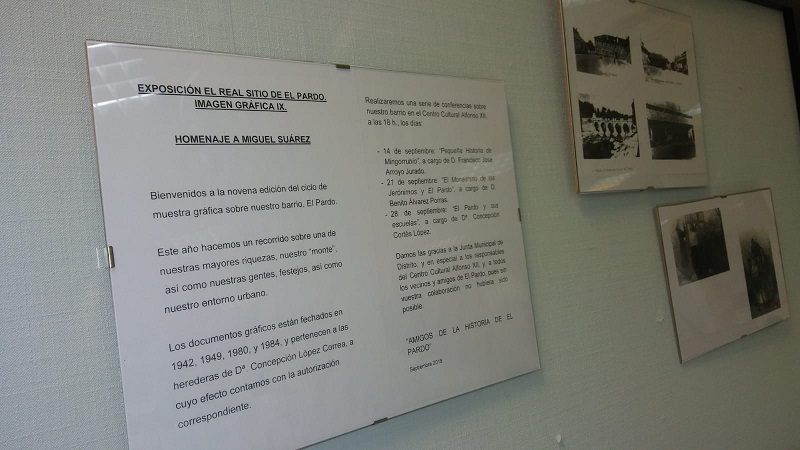 EXPOSICIÓN EL REAL SITIO DE EL PARDO.
IMAGEN GRÁFICA IX.
HOMENAJE A MIGUEL SUÁREZ
Bienvenidos a la novena edición del ciclo de
muestra gráfica sobre nuestro barrio, El Pardo.
Este año hacemos un recorrido sobre una de
nuestras mayores riquezas, nuestro “monte”,
así como nuestras gentes, festejos, así como
nuestro entorno urbano.
Los documentos gráficos están fechados en
1942, 1949, 1980, y 1984, y pertenecen a las
herederas de Dª. Concepción López Correa, a
cuyo efecto contamos con la autorización
correspondiente.
Realizaremos una serie de conferencias sobre
nuestro barrio en el Centro Cultural Alfonso XII,
a las 18 h., los días:
- 14 de septiembre: “Pequeña Historia de
Mingorrubio”, a cargo de D. Francisco José
Arroyo Jurado.
- 21 de septiembre: “El Monasterio de los
Jerónimos y El Pardo”, a cargo de D.
Benito Álvarez Porras.
- 28 de septiembre: “El Pardo y sus
escuelas”, a cargo de Dª. Concepción
Cortés López.
Damos las gracias a la Junta Municipal de
Distrito, y en especial a los responsables
del Centro Cultural Alfonso XII, y, a todos
los vecinos y amigos de El Pardo, pues sin
vuestra colaboración no hubiera sido
posible.
“AMIGOS DE LA HISTORIA DE EL
PARDO”
Septiembre 2018